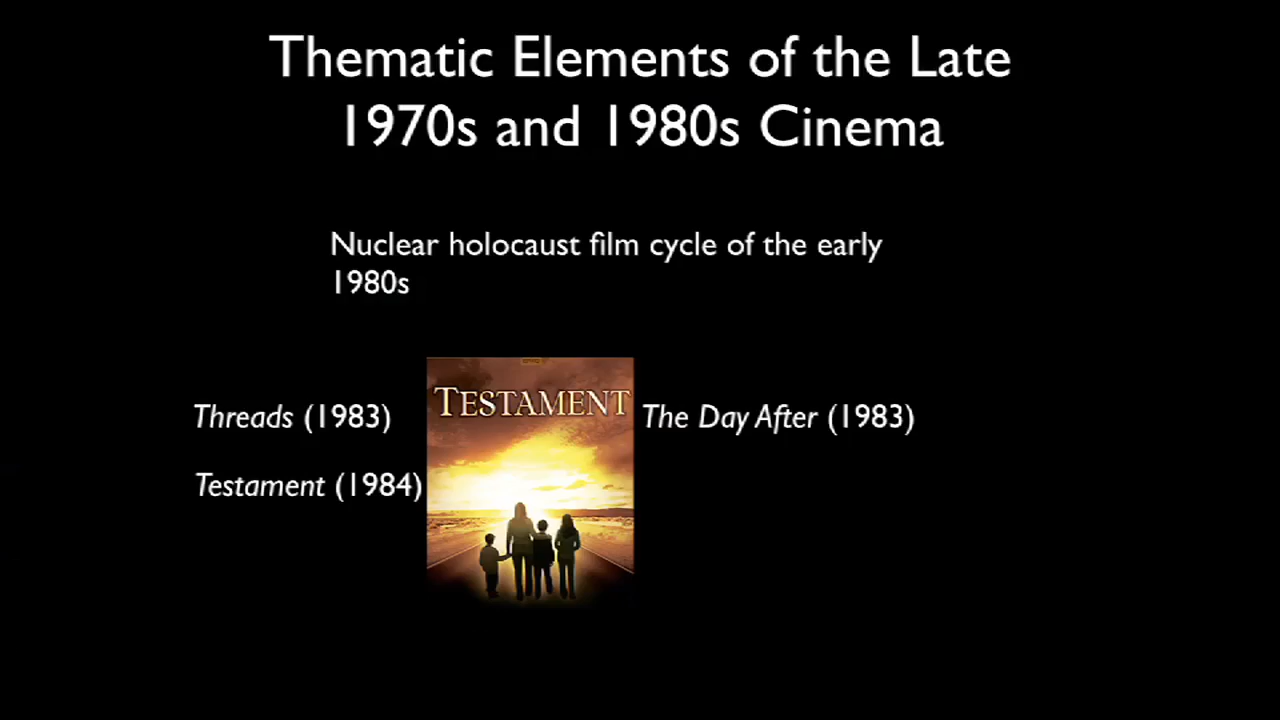 Thematic Elements of the Late
1970s and 1980s Cinema
Nuclear holocaust film cycle of the early
1980s
Threads (1983)
TESTAMENT
The Day After (1983)
Testament (1984)